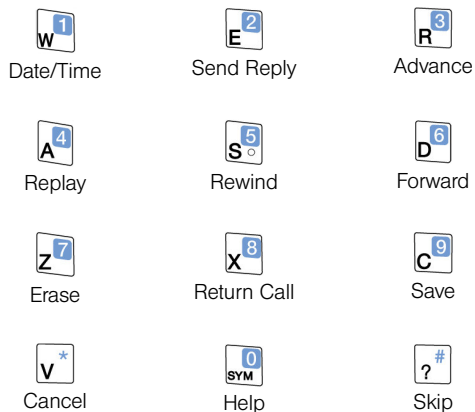 W 1 E 2 R 3
Date/Time Send Reply Advance
A 4 S 5 D 6
Replay Rewind Forward
Z 7 X 8 C 9
Erase Return Call Save
V * SYM 0 ? #
Cancel Help Skip